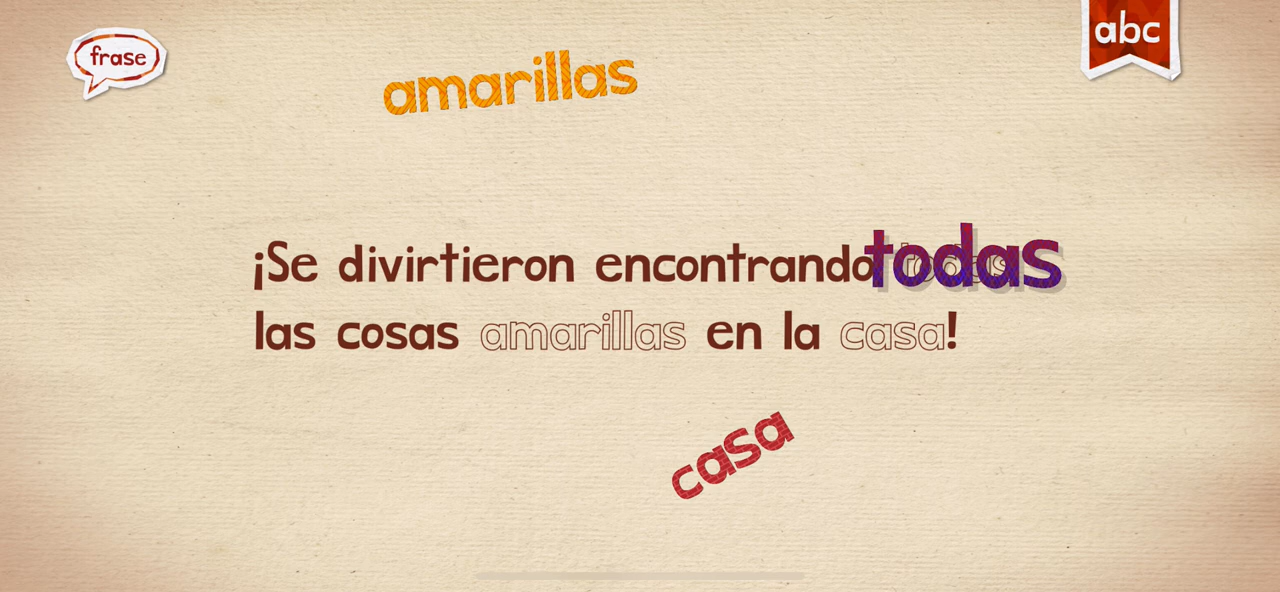 frase
abc
amarillas
¡Se divirtieron encontrando todas
las cosas amarillas en la casa!
casa